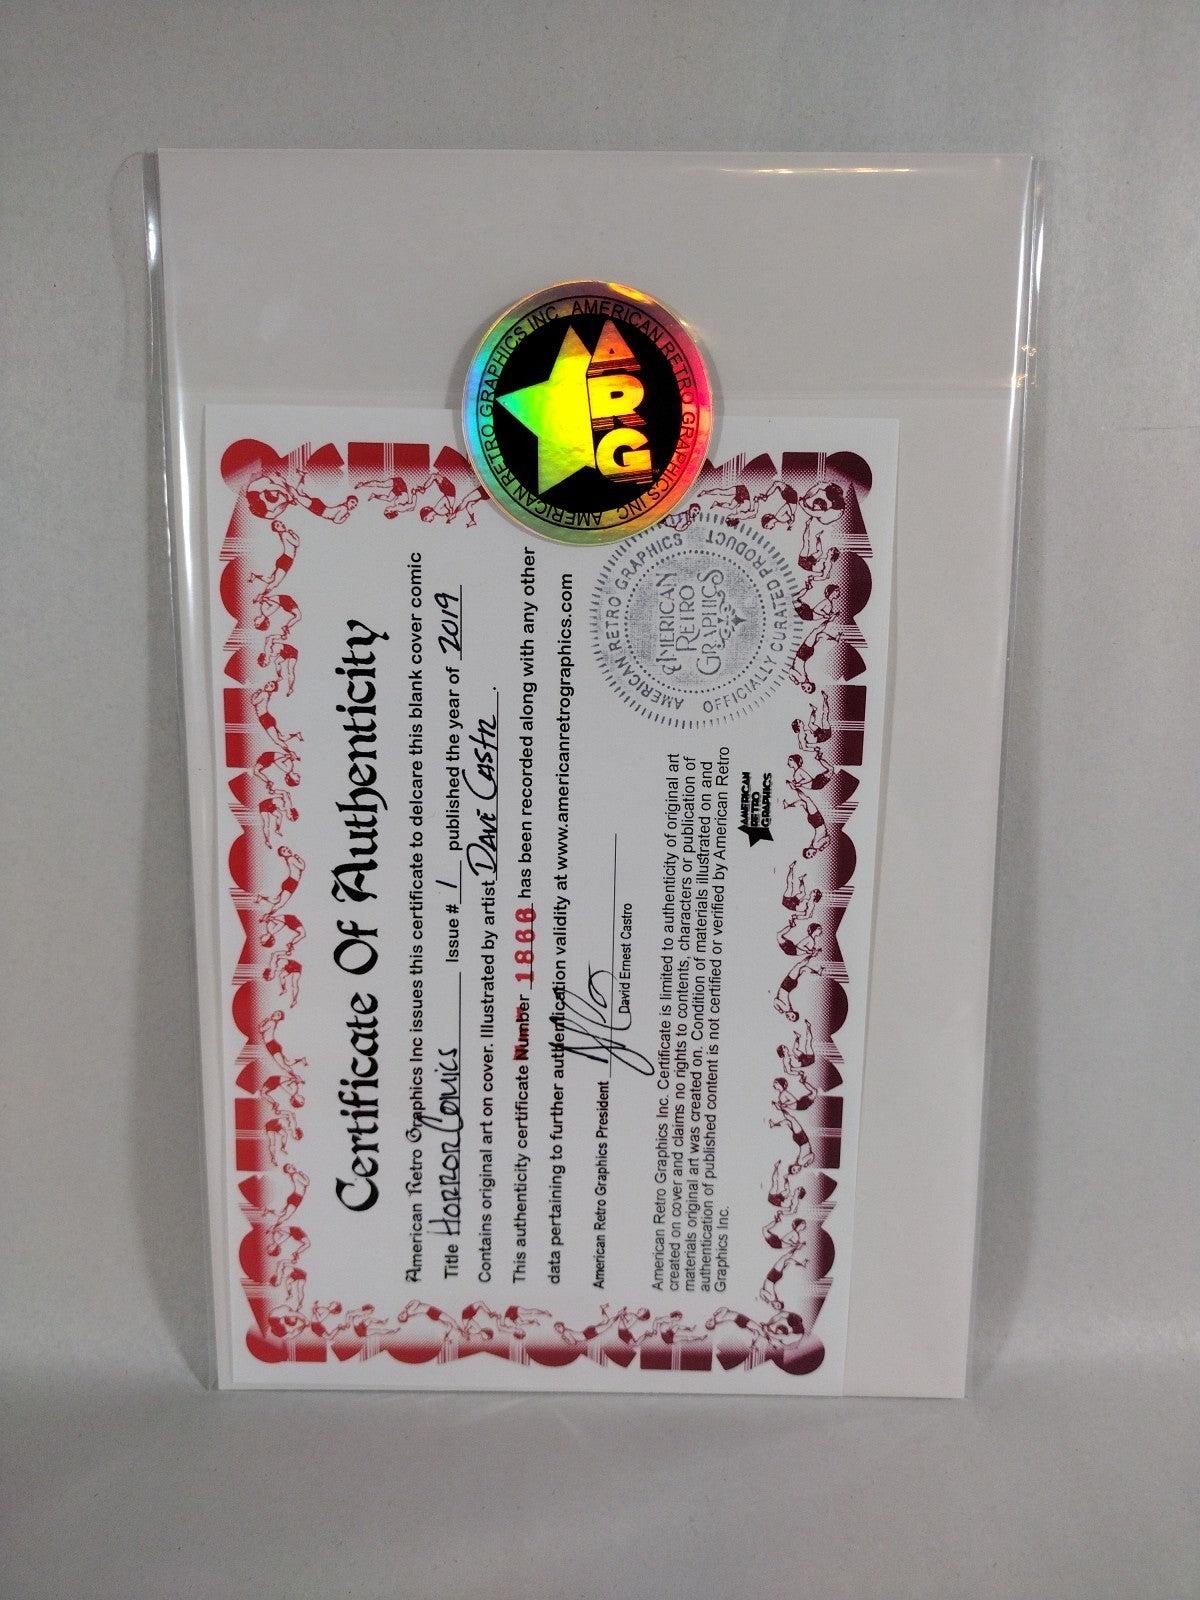 AMERICAN RETRO GRAPHICS INC. AMERICAN RETRO GRAPHICS INC.
ARG
Certificate Of Authenticity
American Retro Graphics Inc issues this certificate to delcare this blank cover comic
Title Horror Comics Issue # 1 published the year of 2019
Contains original art on cover. Illustrated by artist Dave Castr.
This authenticity certificate Number 1866 has been recorded along with any other
data pertaining to further authentication validity at www.americanretrographics.com
American Retro Graphics President
David Ernest Castro
American Retro Graphics Inc. Certificate is limited to authenticity of original art
created on cover and claims no rights to contents, characters or publication of
materials original art was created on. Condition of materials illustrated on and
authentication of published content is not certified or verified by American Retro
Graphics Inc.
AMERICAN RETRO GRAPHICS
AMERICAN
RETRO
GRAPHICS
OFFICIALLY CURATED PRODUCT
AMERICAN
RETRO
GRAPHICS